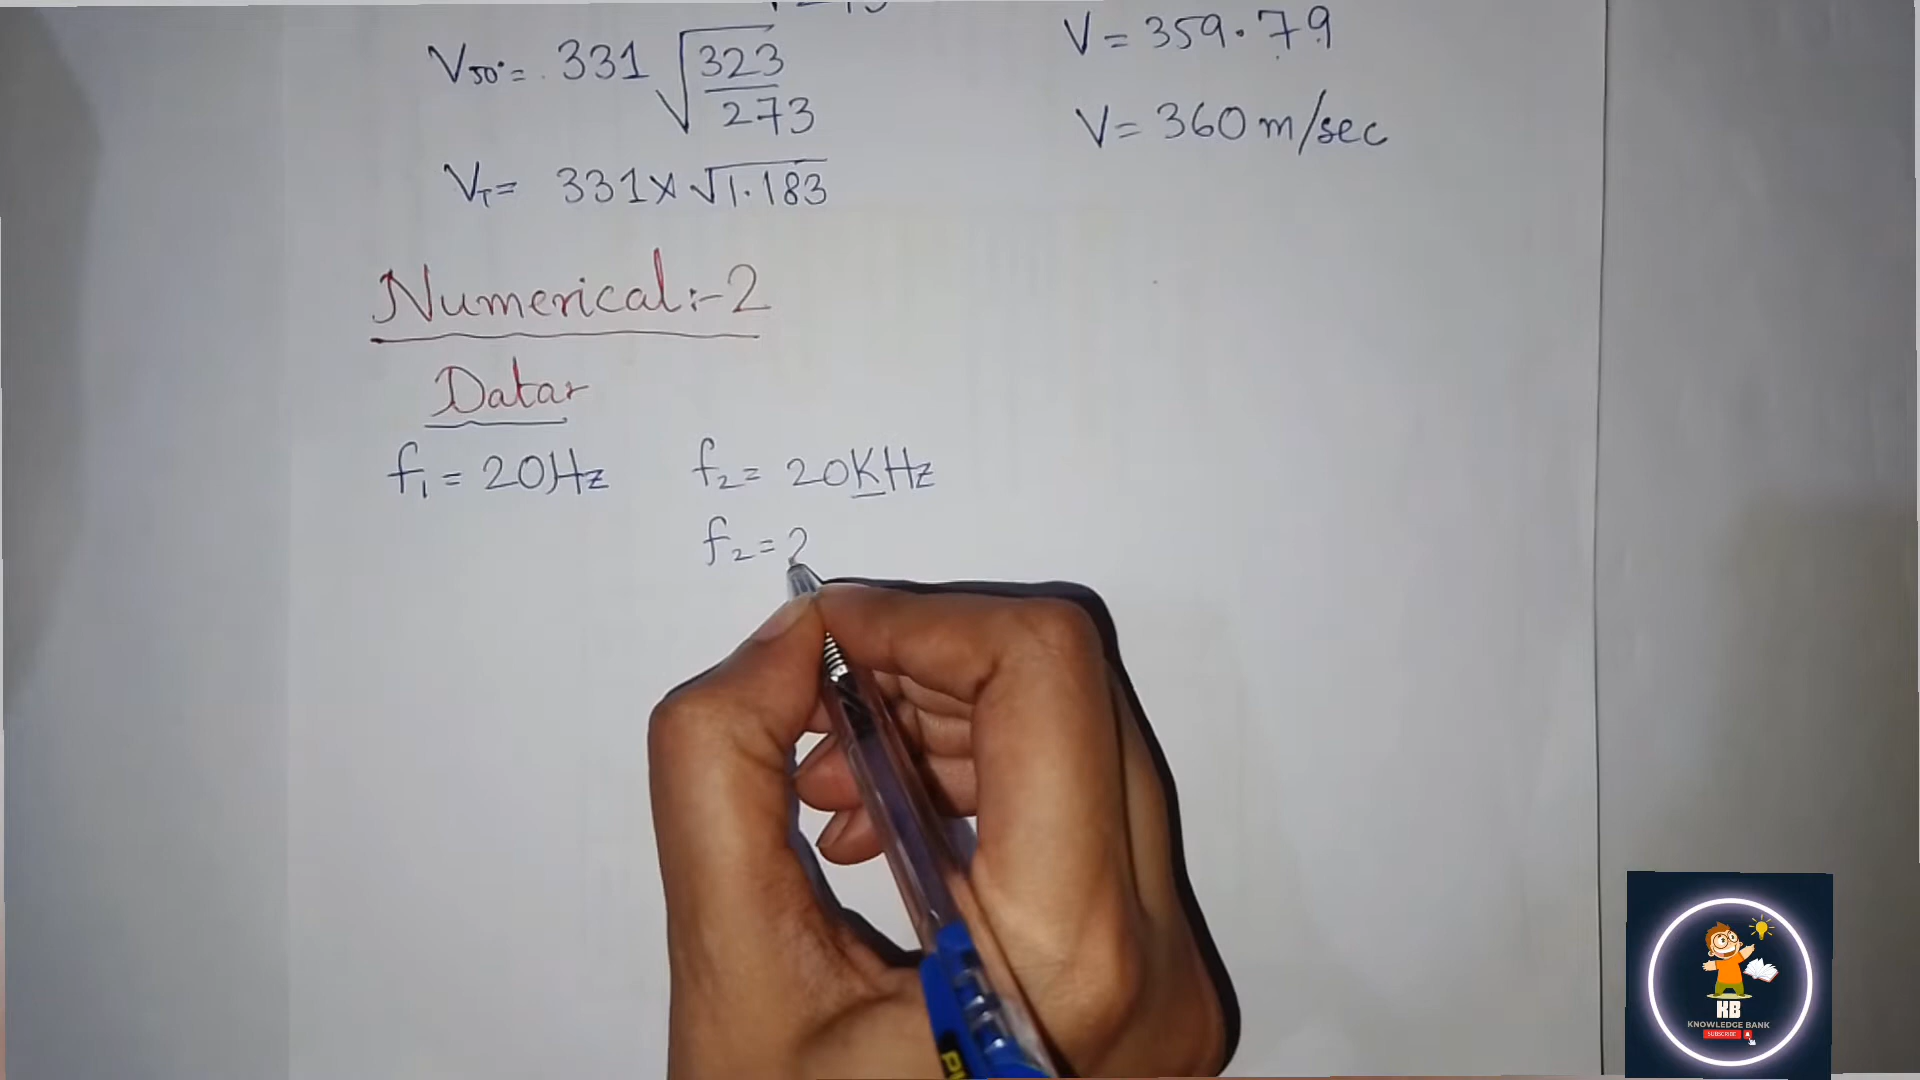 V50° = 331 √323/273
VT = 331 × √1.183
V = 359.79
V = 360 m/sec
Numerical:-2
Data:-
f1 = 20Hz f2 = 20KHz
f2 = 2
KB
KNOWLEDGE BANK
SUBSCRIBE